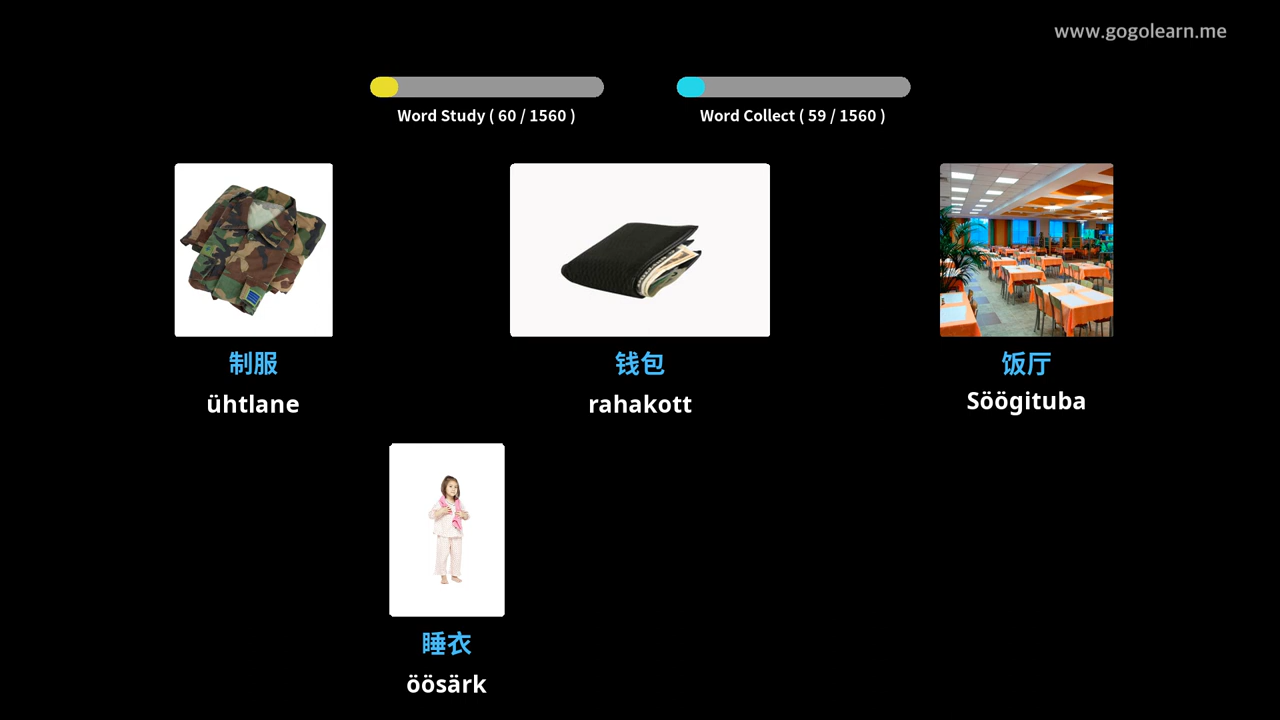 www.gogolearn.me
Word Study ( 60 / 1560 )
Word Collect ( 59 / 1560 )
制服
ühtlane
钱包
rahakott
饭厅
Söögituba
睡衣
öösärk